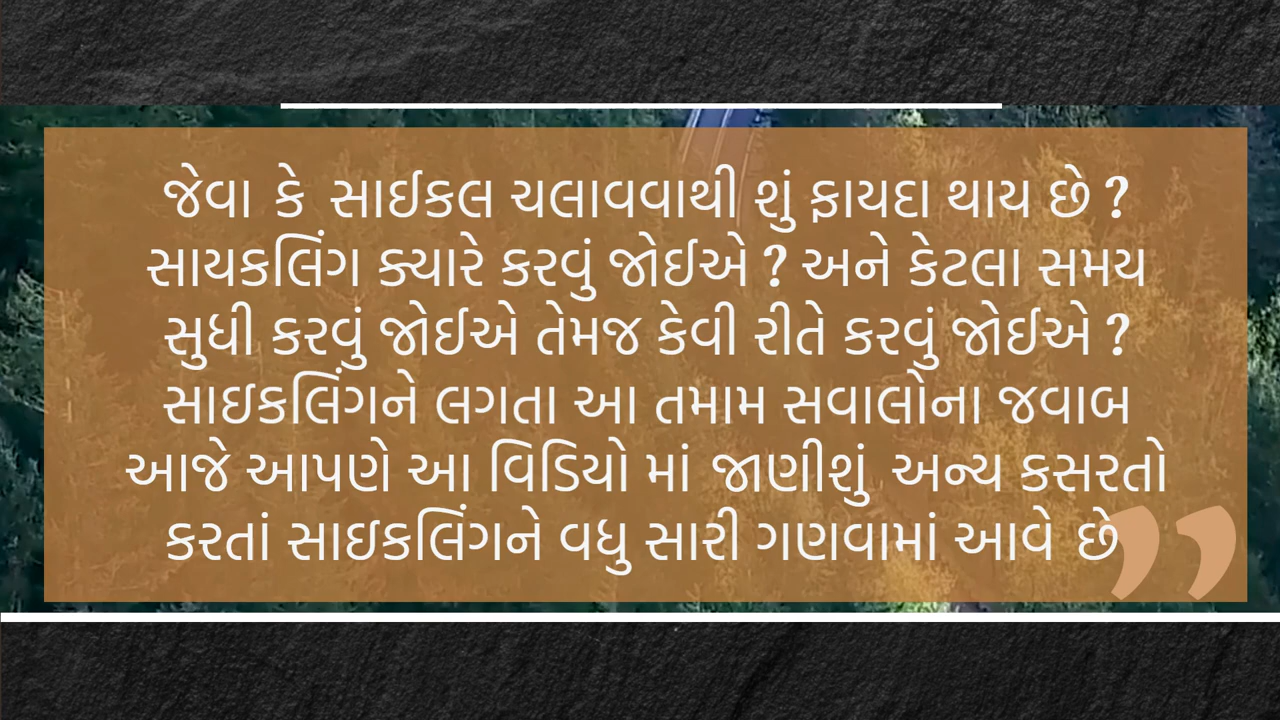 જેવા કે સાઈકલ ચલાવવાથી શું ફાયદા થાય છે ?
સાયકલિંગ ક્યારે કરવું જોઈએ ? અને કેટલા સમય
સુધી કરવું જોઈએ તેમજ કેવી રીતે કરવું જોઈએ ?
સાઇકલિંગને લગતા આ તમામ સવાલોના જવાબ
આજે આપણે આ વિડિયો માં જાણીશું અન્ય કસરતો
કરતાં સાઇકલિંગને વધુ સારી ગણવામાં આવે છે